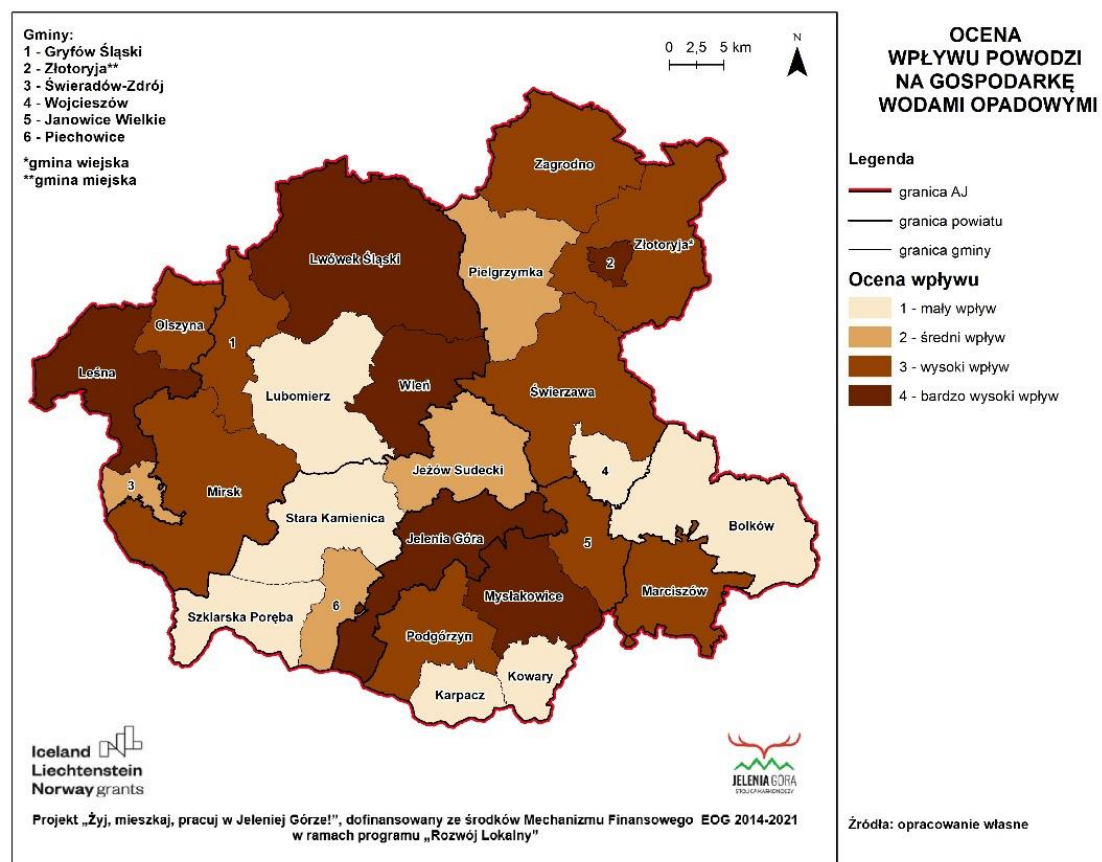 Gminy:
1 - Gryfów Śląski
2 - Złotoryja**
3 - Świeradów-Zdrój
4 - Wojcieszów
5 - Janowice Wielkie
6 - Piechowice
*gmina wiejska
**gmina miejska
0 2,5 5 km
N
OCENA
WPŁYWU POWODZI
NA GOSPODARKĘ
WODAMI OPADOWYMI
Legenda
granica AJ
granica powiatu
granica gminy
Ocena wpływu
1 - mały wpływ
2 - średni wpływ
3 - wysoki wpływ
4 - bardzo wysoki wpływ
Zagrodno
Złotoryja*
2
Pielgrzymka
Lwówek Śląski
Olszyna
1
Leśna
Lubomierz
Wleń
Świerzawa
Jeżów Sudecki
4
3
Mirsk
Stara Kamienica
Jelenia Góra
Bolków
5
Mysłakowice
Marciszów
6
Szklarska Poręba
Podgórzyn
Kowary
Karpacz
Iceland
Liechtenstein
Norway grants
JELENIA GÓRA
STOLICA KARKONOSZY
Projekt „Żyj, mieszkaj, pracuj w Jeleniej Górze!”, dofinansowany ze środków Mechanizmu Finansowego EOG 2014-2021
w ramach programu „Rozwój Lokalny”
Źródła: opracowanie własne